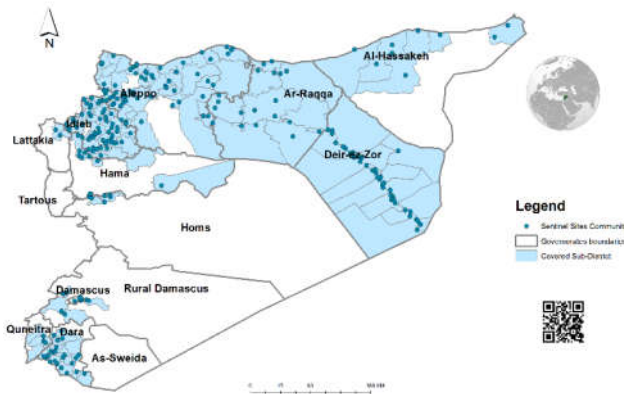 N
Al-Hassakeh
Aleppo
Ar-Raqqa
Idleb
Lattakia
Deir-ez-Zor
Hama
Tartous
Homs
Legend
Sentinel Sites Communit
Governorates boundaries
Covered Sub-District
Damascus
Rural Damascus
Quneitra
Dara
As-Sweida